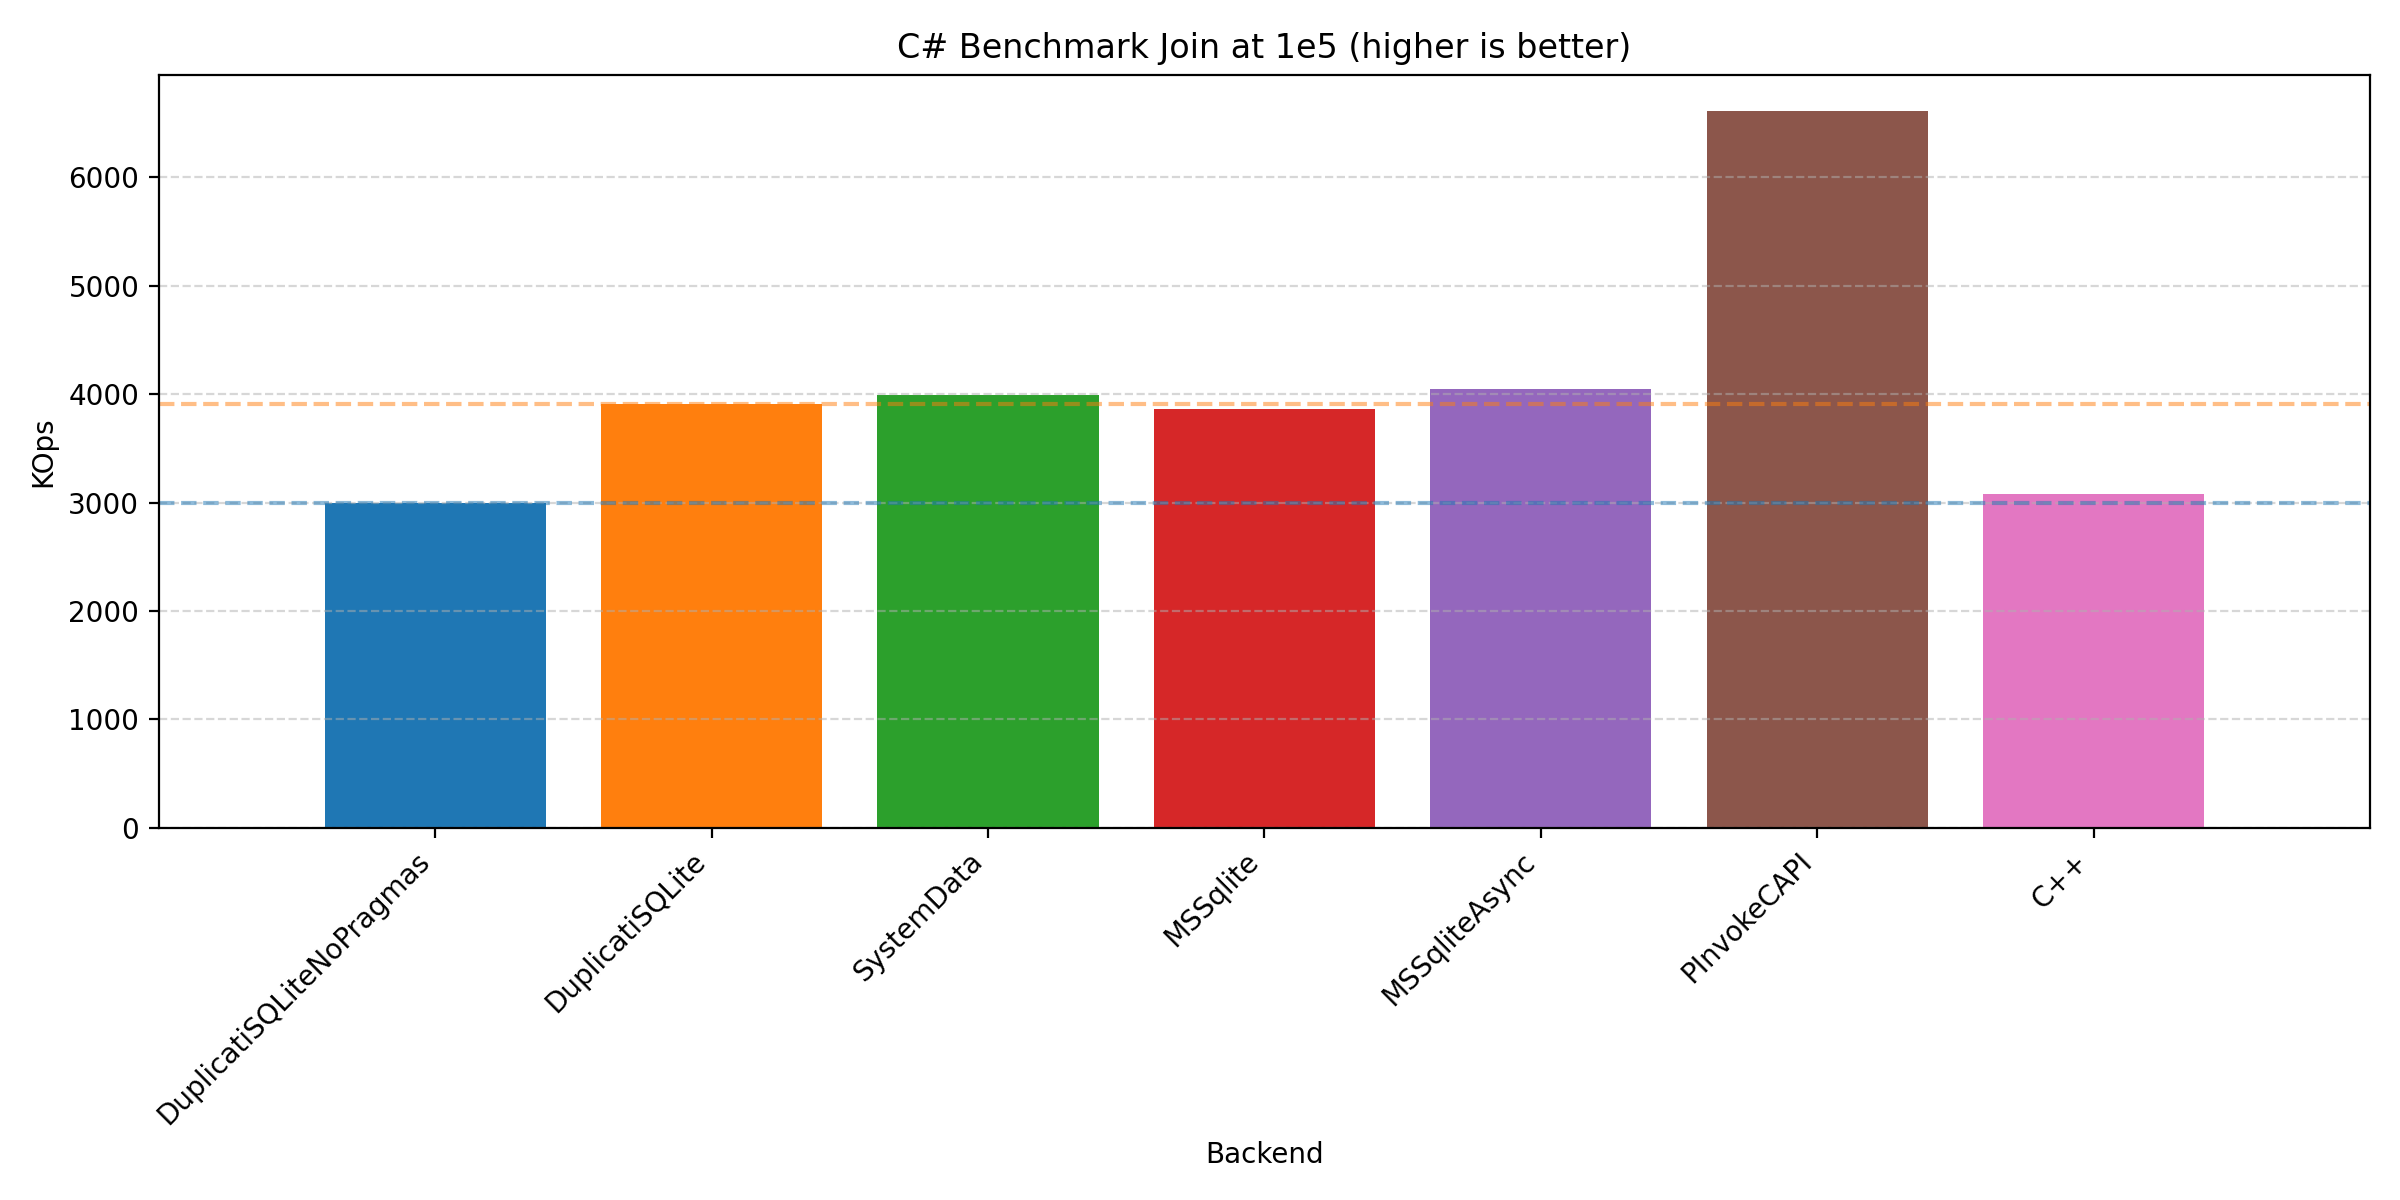 C# Benchmark Join at 1e5 (higher is better)
KOps
6000
5000
4000
3000
2000
1000
0
DuplicatiSQLiteNoPragmas
DuplicatiSQLite
SystemData
MSSqlite
MSSqliteAsync
PInvokeCAPI
C++
Backend